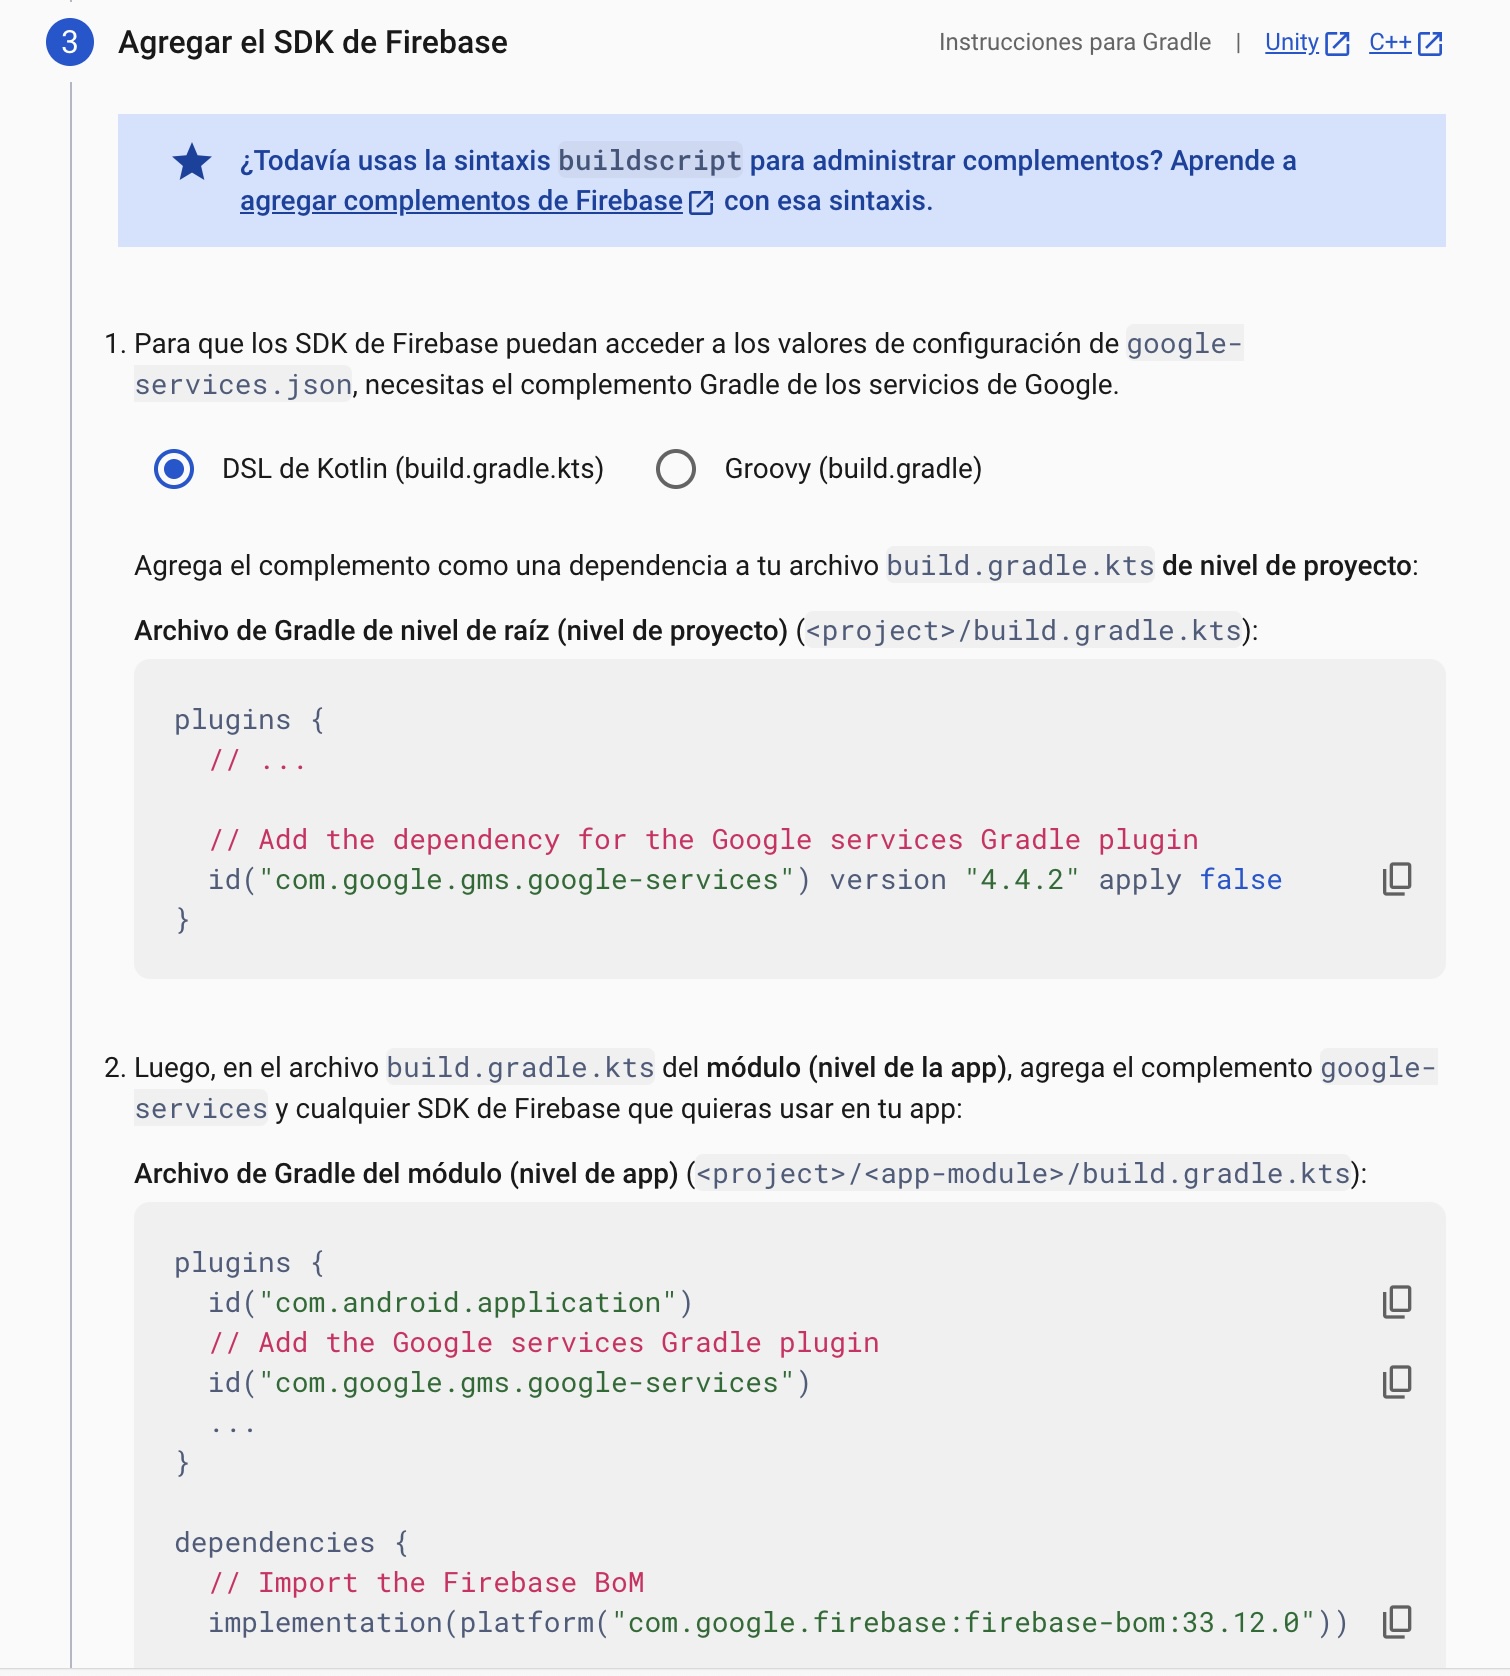 3 Agregar el SDK de Firebase Instrucciones para Gradle | Unity C++
¿Todavía usas la sintaxis buildscript para administrar complementos? Aprende a
agregar complementos de Firebase con esa sintaxis.
1. Para que los SDK de Firebase puedan acceder a los valores de configuración de google-
services.json, necesitas el complemento Gradle de los servicios de Google.
DSL de Kotlin (build.gradle.kts) Groovy (build.gradle)
Agrega el complemento como una dependencia a tu archivo build.gradle.kts de nivel de proyecto:
Archivo de Gradle de nivel de raíz (nivel de proyecto) (<project>/build.gradle.kts):
plugins {
  // ...
  // Add the dependency for the Google services Gradle plugin
  id("com.google.gms.google-services") version "4.4.2" apply false
}
2. Luego, en el archivo build.gradle.kts del módulo (nivel de la app), agrega el complemento google-
services y cualquier SDK de Firebase que quieras usar en tu app:
Archivo de Gradle del módulo (nivel de app) (<project>/<app-module>/build.gradle.kts):
plugins {
  id("com.android.application")
  // Add the Google services Gradle plugin
  id("com.google.gms.google-services")
  ...
}
dependencies {
  // Import the Firebase BoM
  implementation(platform("com.google.firebase:firebase-bom:33.12.0"))